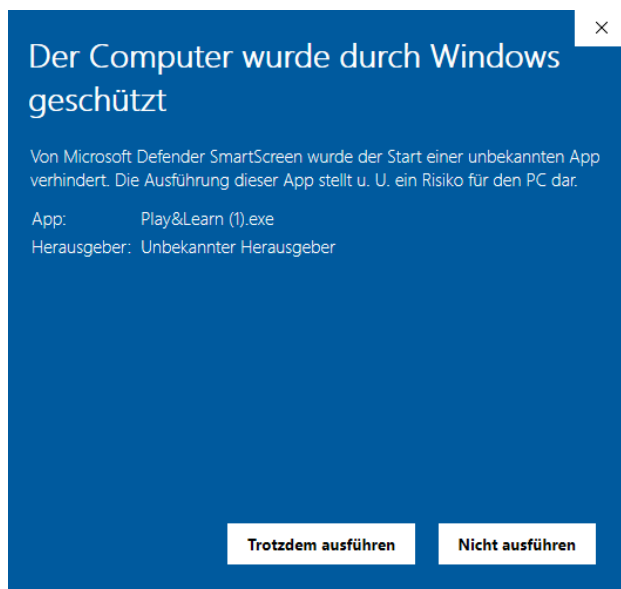 Der Computer wurde durch Windows
geschützt
Von Microsoft Defender SmartScreen wurde der Start einer unbekannten App
verhindert. Die Ausführung dieser App stellt u. U. ein Risiko für den PC dar.
App: Play&Learn (1).exe
Herausgeber: Unbekannter Herausgeber
Trotzdem ausführen Nicht ausführen